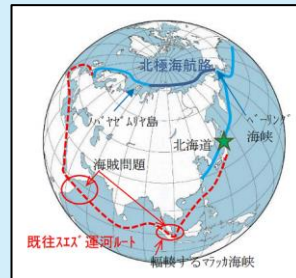 北極海航路
ﾉﾊﾞﾔｾﾞﾑﾘﾔ島
ﾍﾞｰﾘﾝｸﾞ
海峡
北海道
海賊問題
既往ｽｴｽﾞ運河ルート
輻輳するﾏﾗｯｶ海峡